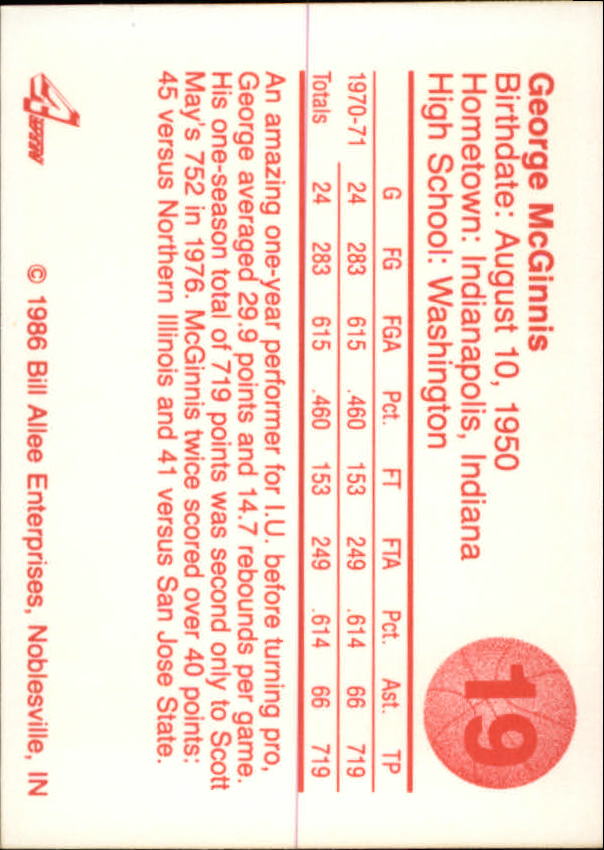 George McGinnis
Birthdate: August 10, 1950
Hometown: Indianapolis, Indiana
High School: Washington
19
G FG FGA Pct. FT FTA Pct. Ast. TP
1970-71 24 283 615 .460 153 249 .614 66 719
Totals 24 283 615 .460 153 249 .614 66 719
An amazing one-year performer for I.U. before turning pro,
George averaged 29.9 points and 14.7 rebounds per game.
His one-season total of 719 points was second only to Scott
May's 752 in 1976. McGinnis twice scored over 40 points:
45 versus Northern Illinois and 41 versus San Jose State.
© 1986 Bill Allee Enterprises, Noblesville, IN